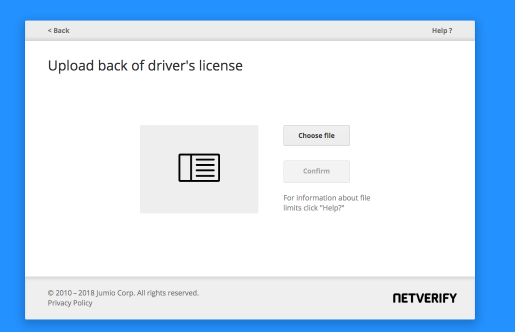 < Back
Help ?
Upload back of driver's license
Choose file
Confirm
For information about file
limits click "Help?"
© 2010 – 2018 Jumio Corp. All rights reserved.
Privacy Policy
NETVERIFY